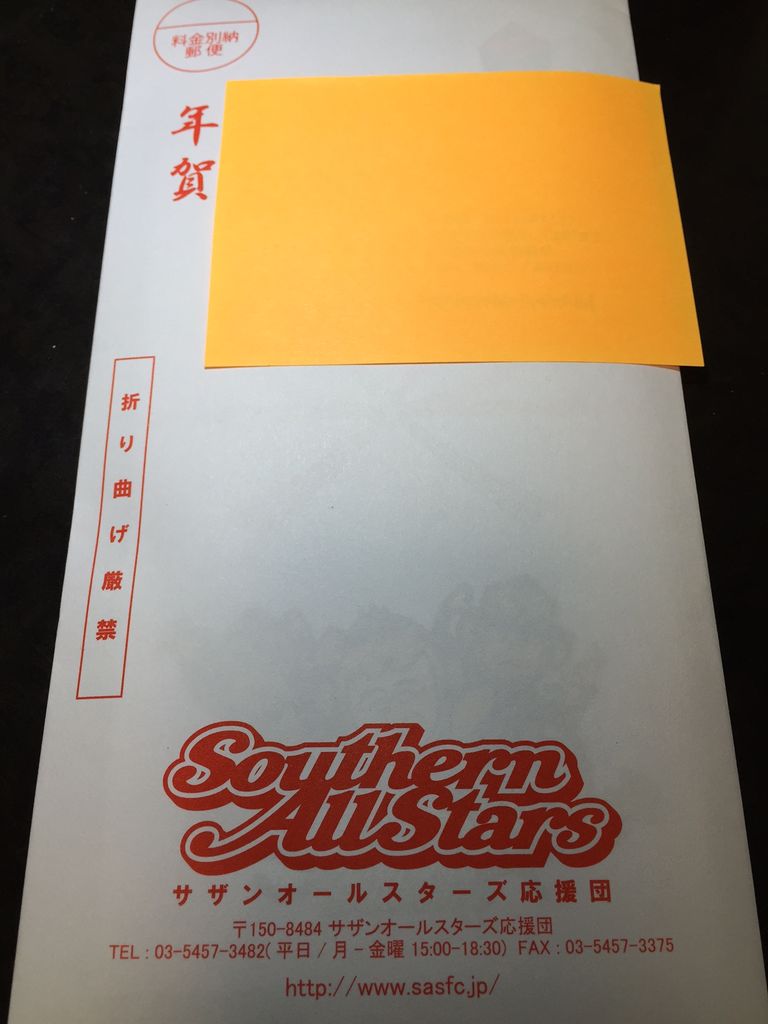 料金別納
郵便
年賀
折り曲げ厳禁
Southern
All Stars
サザンオールスターズ応援団
〒150-8484 サザンオールスターズ応援団
TEL : 03-5457-3482( 平日 / 月 - 金曜 15:00-18:30) FAX : 03-5457-3375
http://www.sasfc.jp/